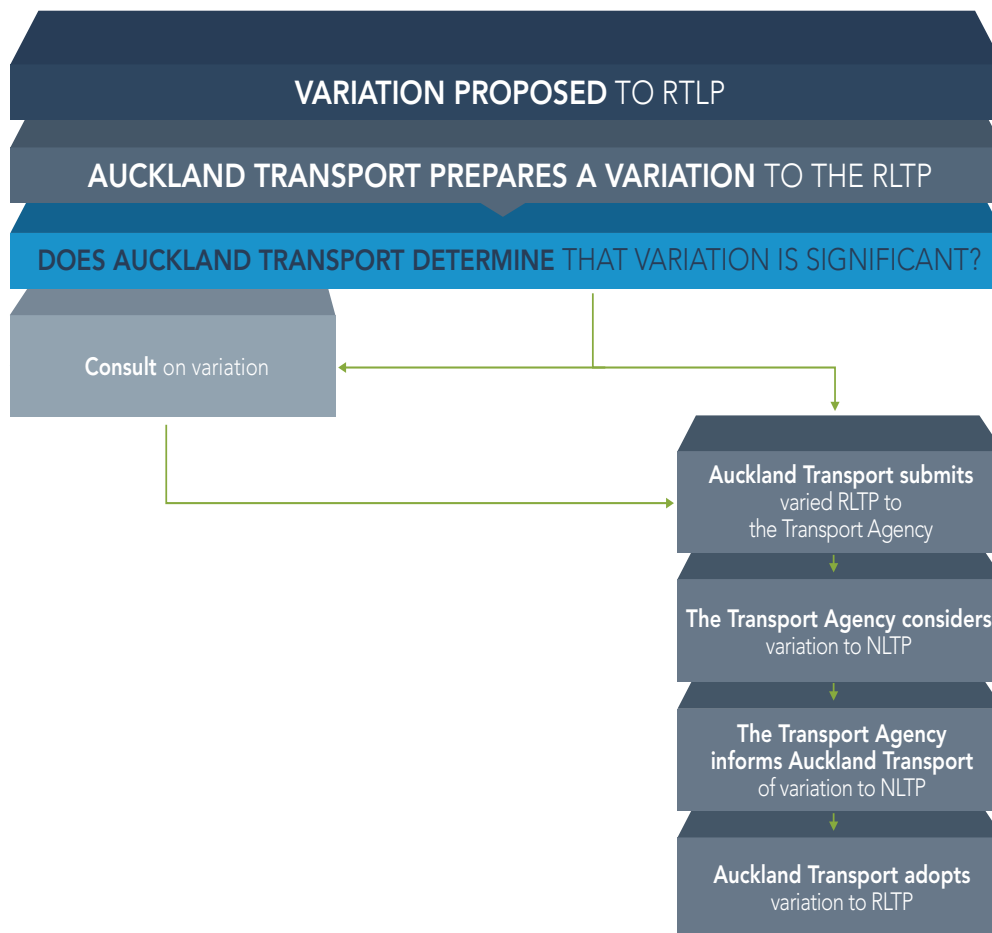 VARIATION PROPOSED TO RTLP
AUCKLAND TRANSPORT PREPARES A VARIATION TO THE RLTP
DOES AUCKLAND TRANSPORT DETERMINE THAT VARIATION IS SIGNIFICANT?
Consult on variation
Auckland Transport submits
varied RLTP to
the Transport Agency
The Transport Agency considers
variation to NLTP
The Transport Agency
informs Auckland Transport
of variation to NLTP
Auckland Transport adopts
variation to RLTP